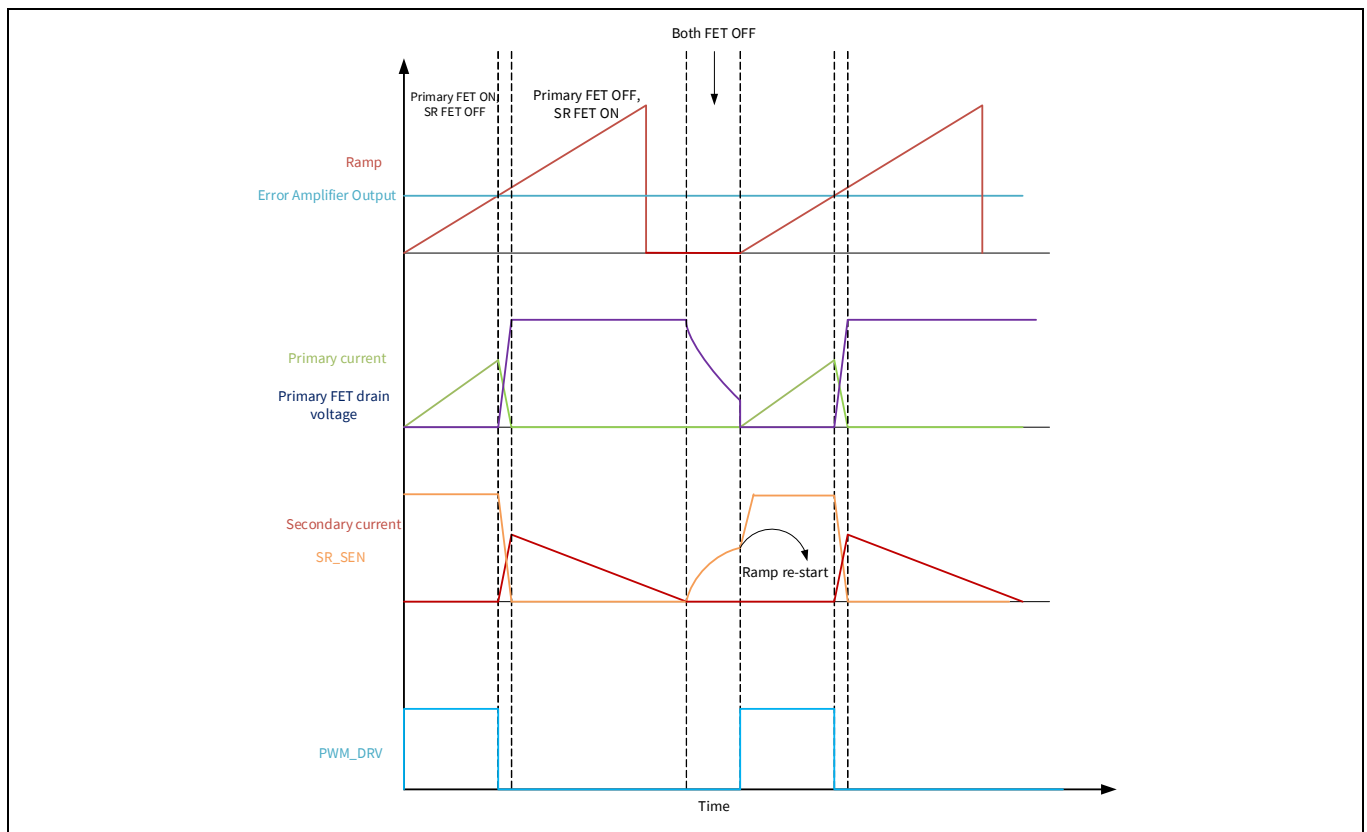 Both FET OFF
Primary FET ON,
SR FET OFF
Primary FET OFF,
SR FET ON
Ramp
Error Amplifier Output
Primary current
Primary FET drain
voltage
Secondary current
SR_SEN
Ramp re-start
PWM_DRV
Time